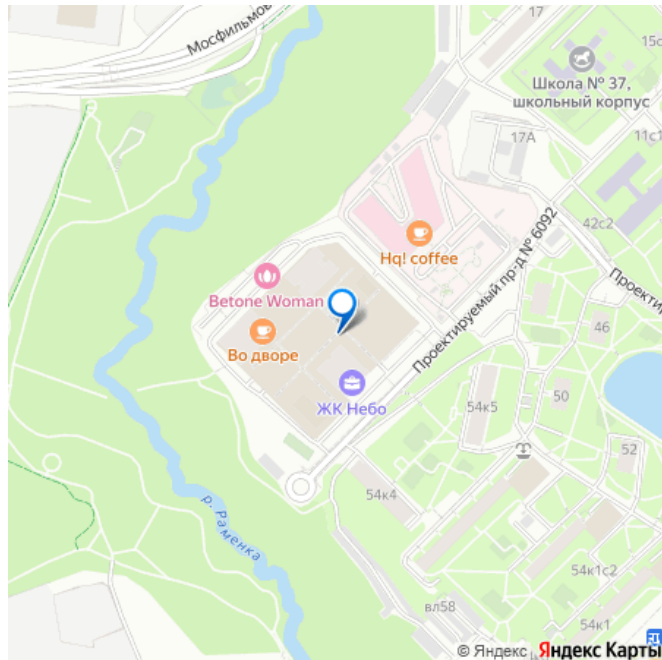 Мосфильмов
17
15с
Школа № 37,
школьный корпус
17А
11с1
Hq! coffee
42с2
Betone Woman
Проектируемый пр-д № 6092
Проекти
Во дворе
46
ЖК Небо
54к5
50
52
54к4
р. Раменка
54к1с2
вл58
54к1
© Яндекс Яндекс Карты